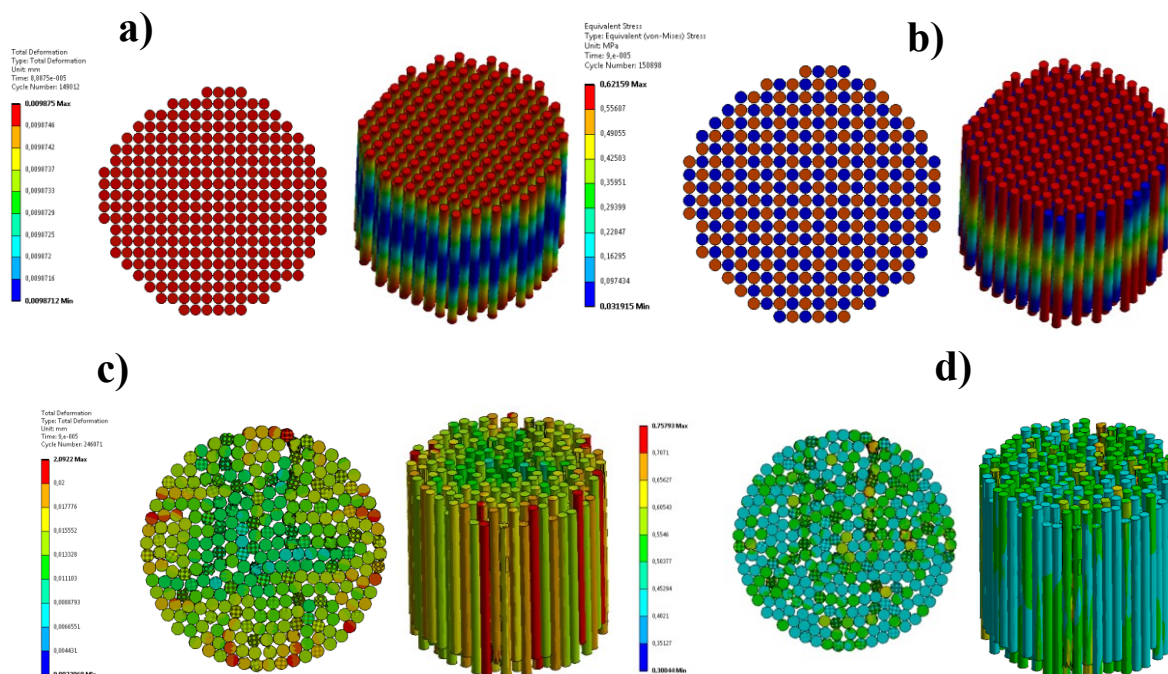 a)
Total Deformation
Type: Total Deformation
Unit: mm
Time: 8,8875e-005
Cycle Number: 149012
0,009875 Max
0,0098746
0,0098742
0,0098737
0,0098733
0,0098729
0,0098725
0,009872
0,0098716
0,0098712 Min
b)
Equivalent Stress
Type: Equivalent (von-Mises) Stress
Unit: MPa
Time: 9,e-005
Cycle Number: 150898
0,62159 Max
0,55607
0,49055
0,42503
0,35951
0,29399
0,22847
0,16295
0,097434
0,031915 Min
c)
Total Deformation
Type: Total Deformation
Unit: mm
Time: 9,e-005
Cycle Number: 246071
2,0922 Max
0,02
0,017776
0,015552
0,013328
0,011103
0,0088793
0,0066551
0,004431
d)
0,75793 Max
0,7071
0,65627
0,60543
0,5546
0,50377
0,45294
0,4021
0,35127
0,30044 Min